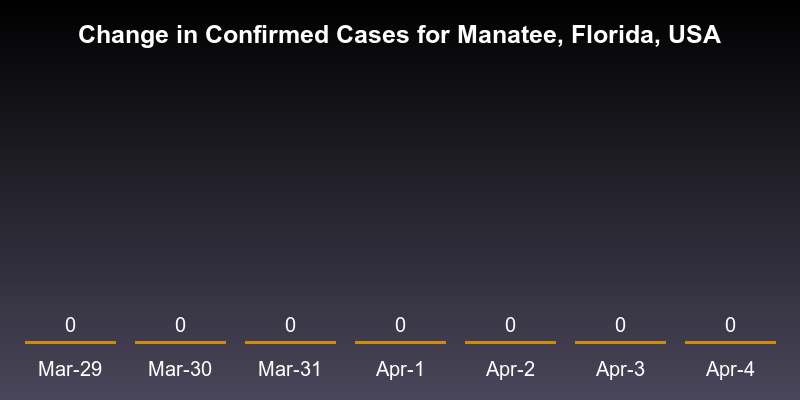 Change in Confirmed Cases for Manatee, Florida, USA
0 0 0 0 0 0 0
Mar-29 Mar-30 Mar-31 Apr-1 Apr-2 Apr-3 Apr-4